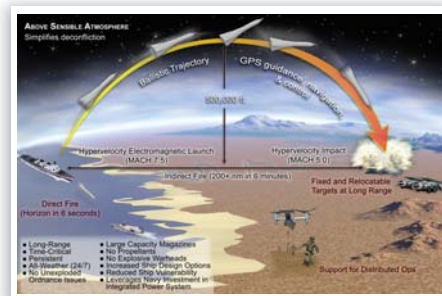 ABOVE SENSIBLE ATMOSPHERE
Simplifies deconfliction
Ballistic Trajectory
GPS guidance, navigation,
& control
500,000 ft.
Hypervelocity Electromagnetic Launch
(MACH 7.5)
Hypervelocity Impact
(MACH 5.0)
Indirect Fire (200+ nm in 6 minutes)
Direct Fire
(Horizon in 6 seconds)
Fixed and Relocatable
Targets at Long Range
• Long-Range
• Time-Critical
• Persistent
• All-Weather (24/7)
• No Unexploded
Ordnance Issues
• Large Capacity Magazines
• No Propellants
• No Explosive Warheads
• Increased Ship Design Options
• Reduced Ship Vulnerability
• Leverages Navy Investment in
Integrated Power System
Support for Distributed Ops